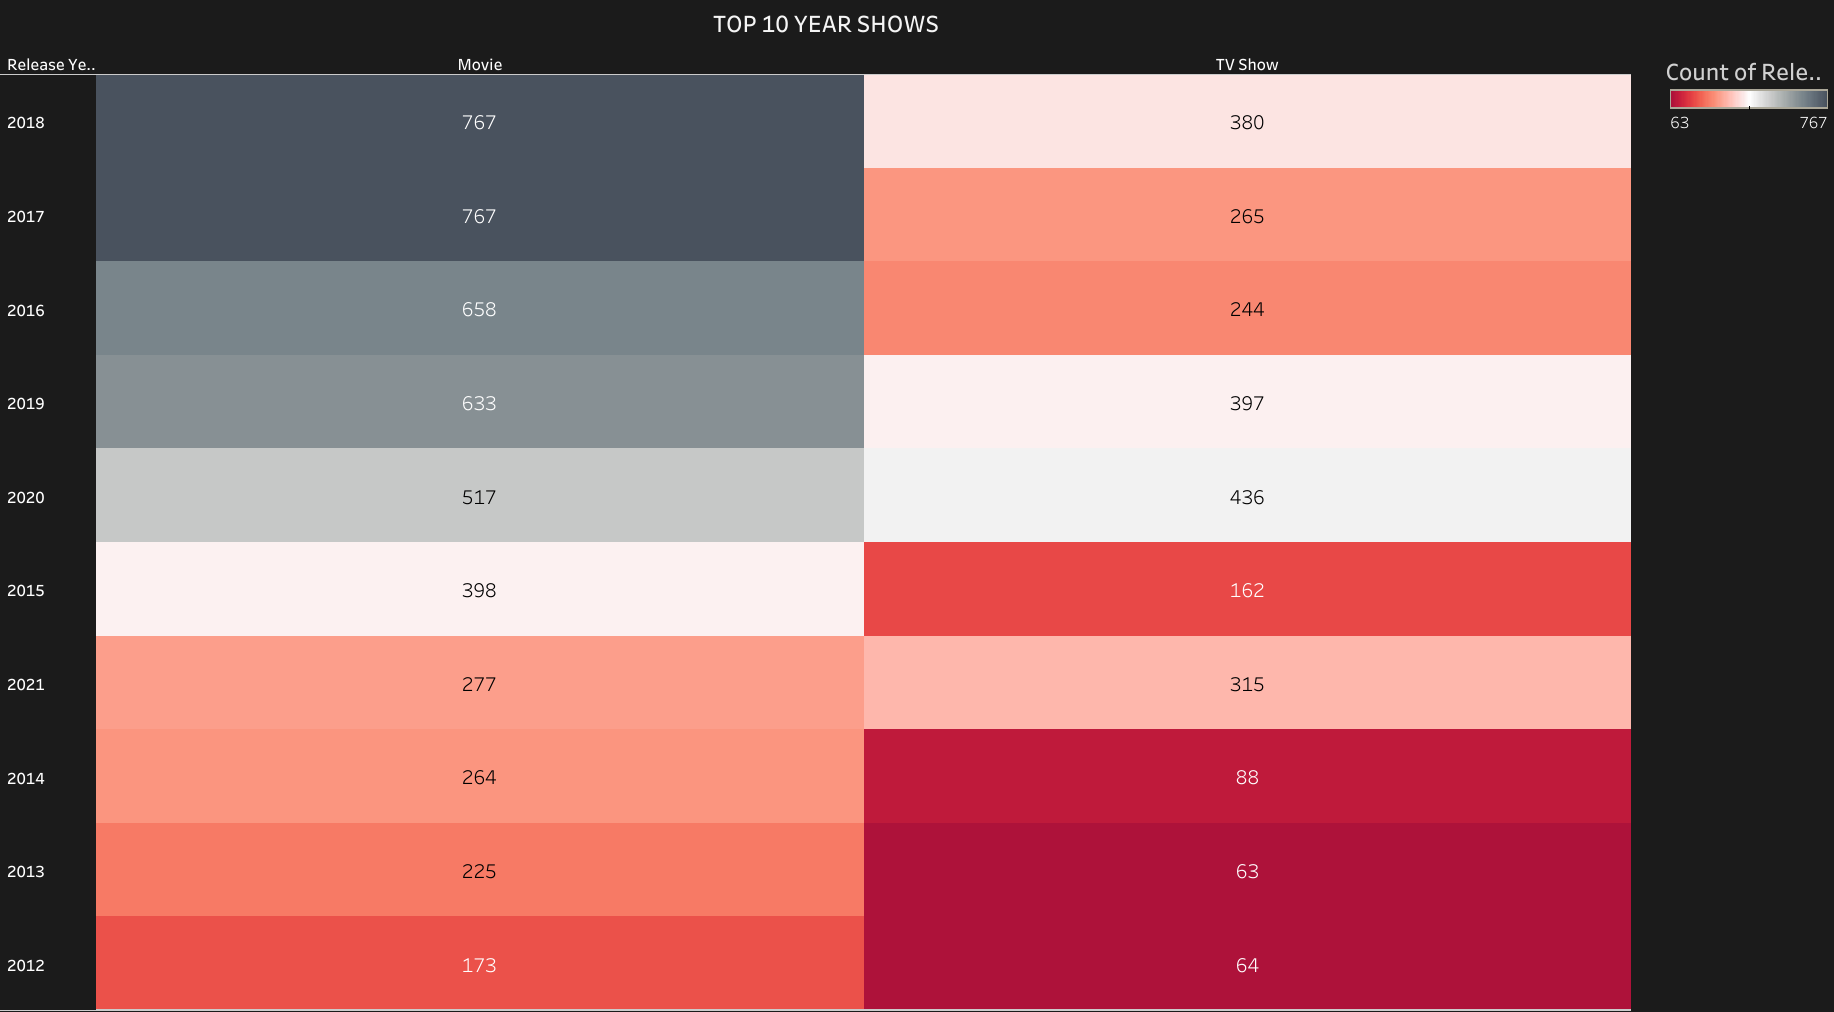 TOP 10 YEAR SHOWS
Release Ye.. Movie TV Show
Count of Rele..
63 767
2018 767 380
2017 767 265
2016 658 244
2019 633 397
2020 517 436
2015 398 162
2021 277 315
2014 264 88
2013 225 63
2012 173 64